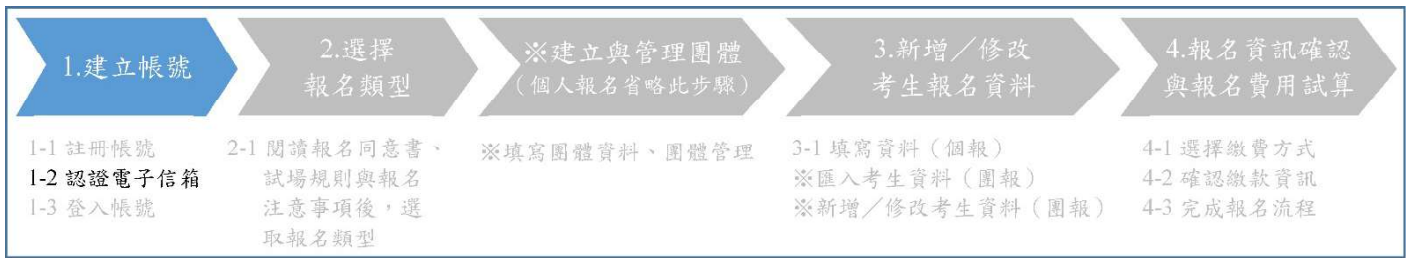 1.建立帳號
2.選擇
報名類型
※建立與管理團體
（個人報名省略此步驟）
3.新增／修改
考生報名資料
4.報名資訊確認
與報名費用試算
1-1 註冊帳號
1-2 認證電子信箱
1-3 登入帳號
2-1 閱讀報名同意書、
試場規則與報名
注意事項後，選
取報名類型
※填寫團體資料、團體管理
3-1 填寫資料（個報）
※匯入考生資料（團報）
※新增／修改考生資料（團報）
4-1 選擇繳費方式
4-2 確認繳款資訊
4-3 完成報名流程